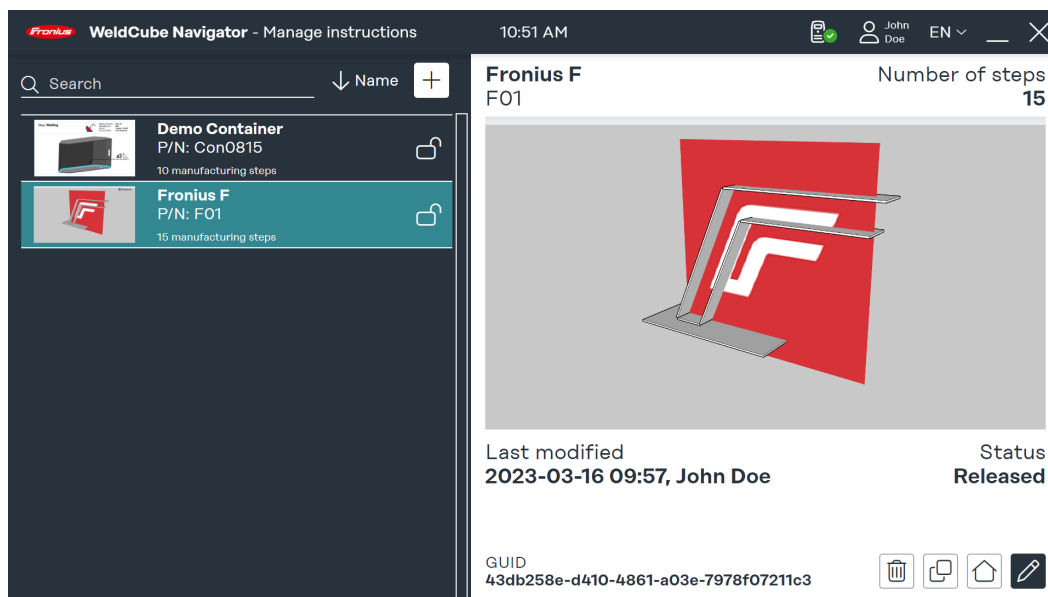 Fronius WeldCube Navigator - Manage instructions 10:51 AM John Doe EN
Search Name
Demo Container
P/N: Con0815
10 manufacturing steps
Fronius F
P/N: F01
15 manufacturing steps
Fronius F
F01
Number of steps
15
Last modified
2023-03-16 09:57, John Doe
Status
Released
GUID
43db258e-d410-4861-a03e-7978f07211c3